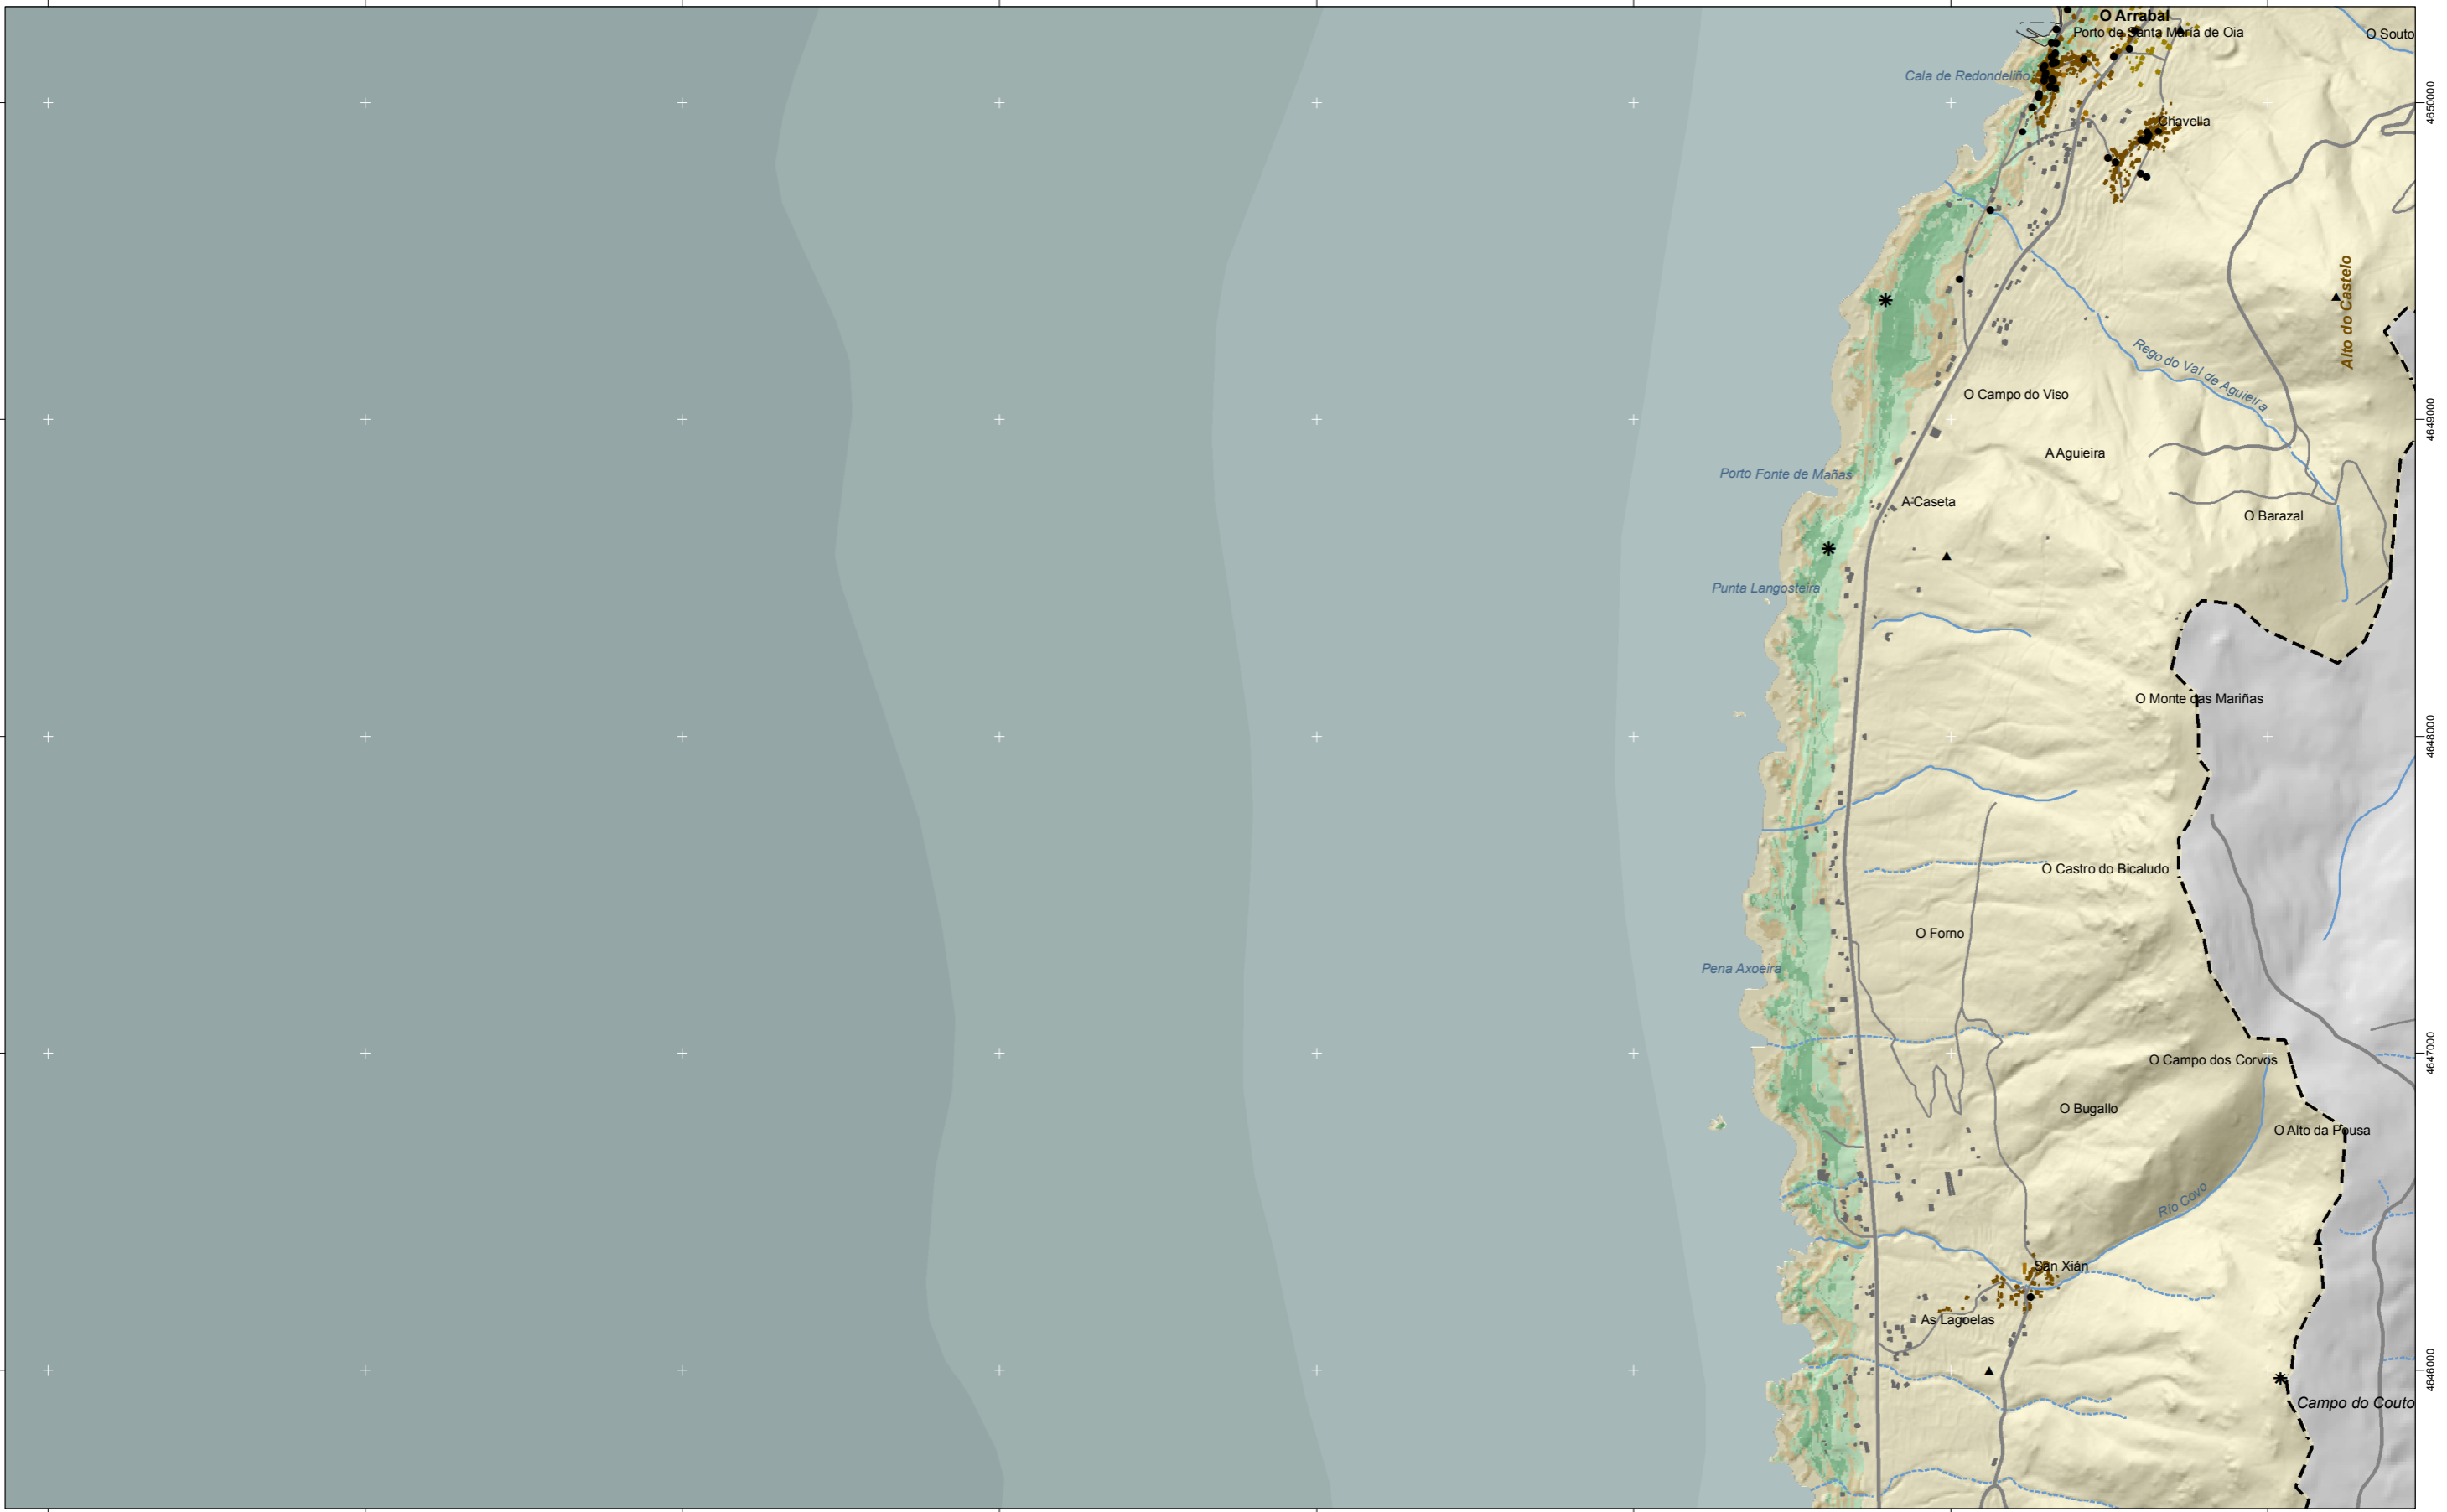 O Arrabal
Porto de Santa María de Oia
O Souto
Cala de Redondeliño
4650000
Chavella
Alto do Castelo
Rego do Val de Aguieira
O Campo do Viso
4649000
A Aguieira
Porto Fonte de Mañas
A Caseta
O Barazal
Punta Langosteira
O Monte das Mariñas
4648000
O Castro do Bicaludo
O Forno
Pena Axoeira
4647000
O Campo dos Corvos
O Bugallo
O Alto da Pousa
Río Covo
San Xián
As Lagoelas
4646000
Campo do Couto